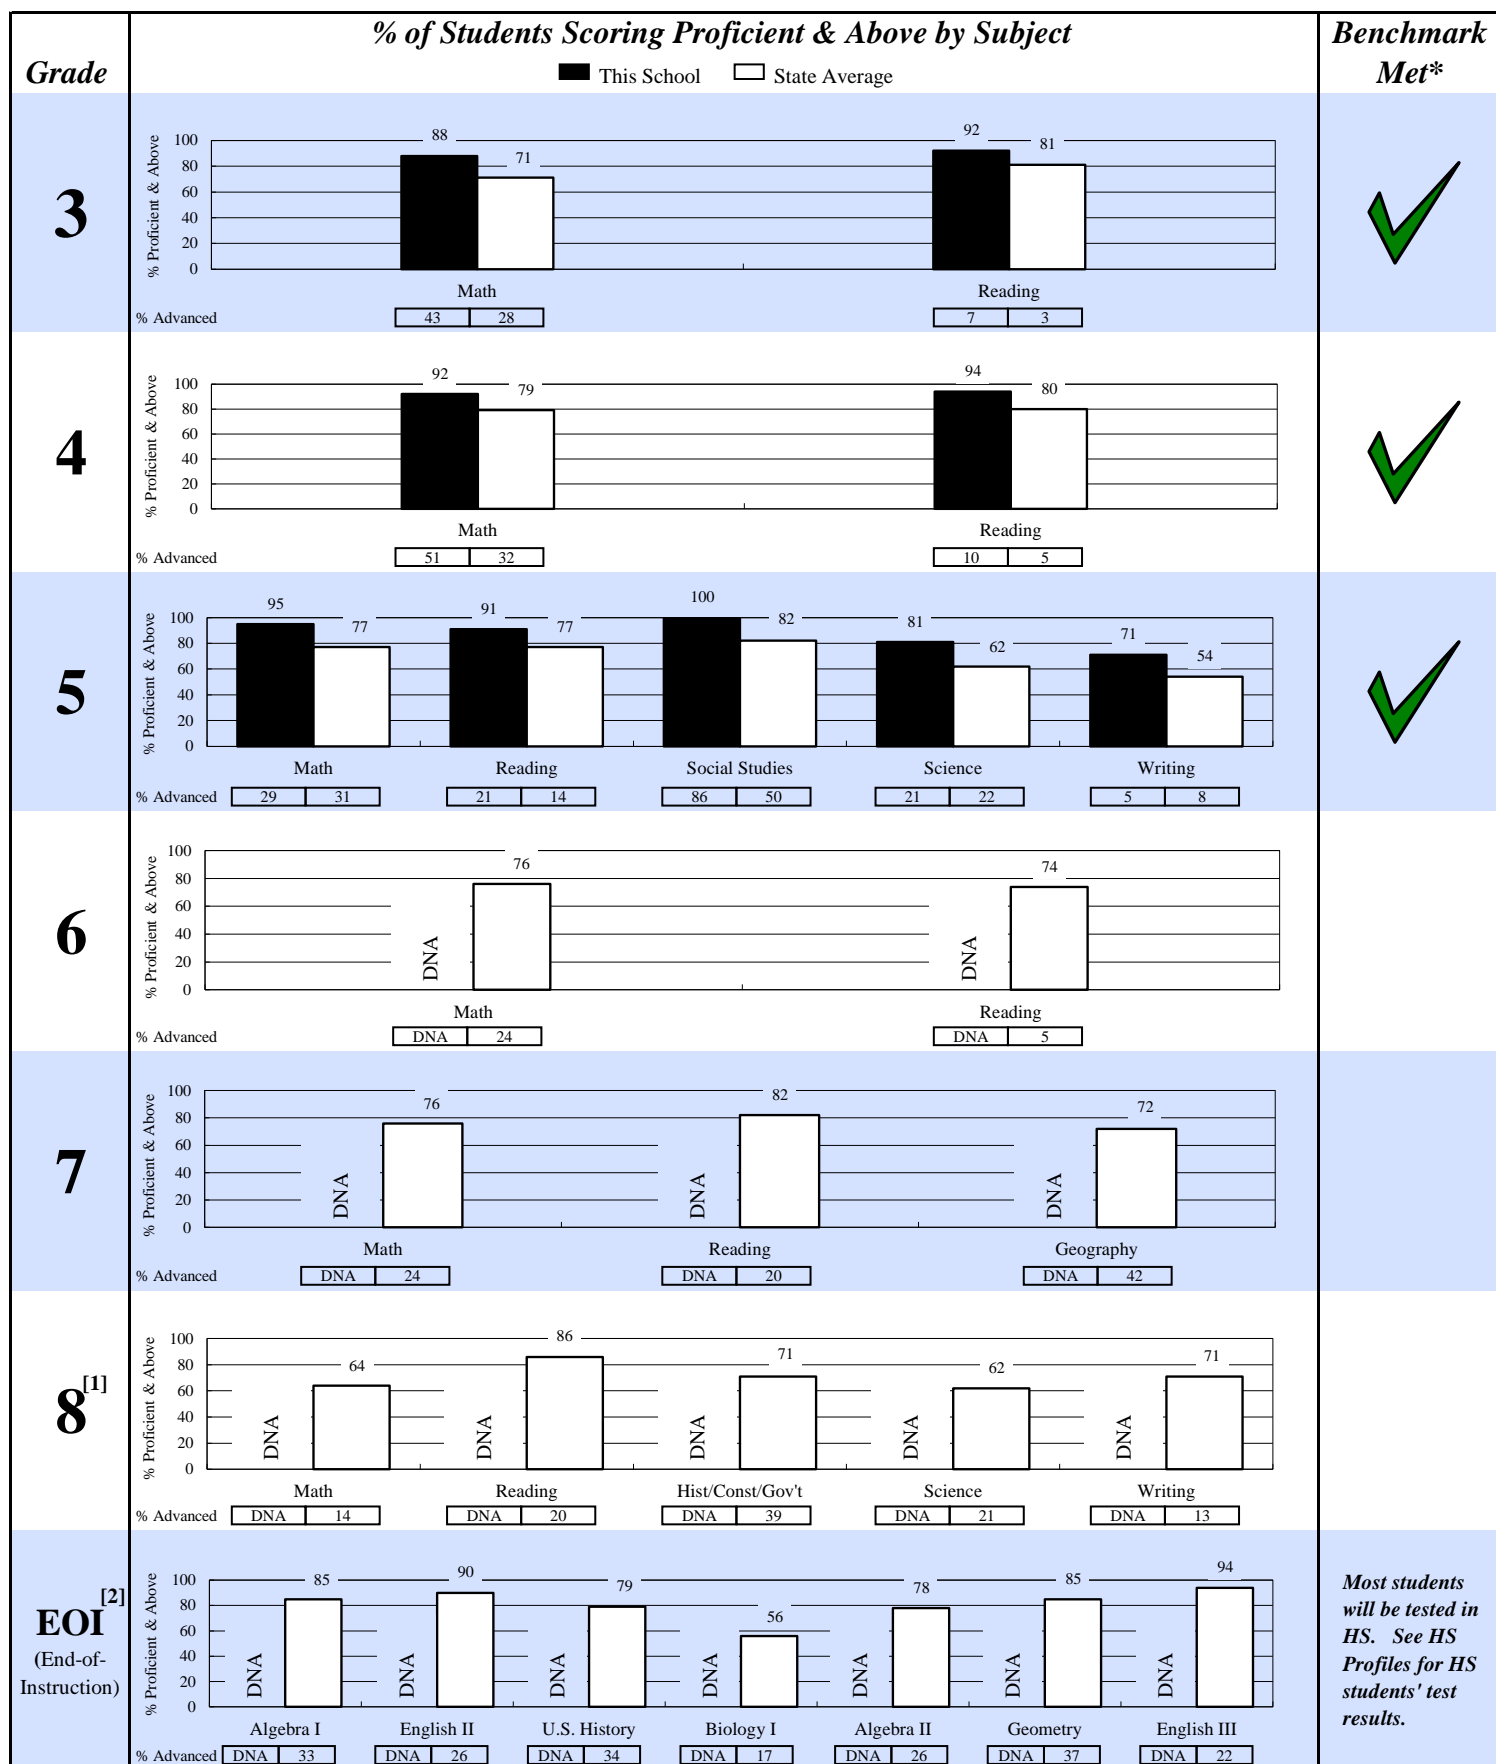 % of Students Scoring Proficient & Above by Subject
Benchmark
Met*
Grade
This School
State Average
3
% Proficient & Above
100
80
60
40
20
0
88
71
92
81
Math
Reading
% Advanced
43 28
7 3
4
% Proficient & Above
100
80
60
40
20
0
92
79
94
80
Math
Reading
% Advanced
51 32
10 5
5
% Proficient & Above
100
80
60
40
20
0
95
77
91
77
100
82
81
62
71
54
Math
Reading
Social Studies
Science
Writing
% Advanced
29 31
21 14
86 50
21 22
5 8
6
% Proficient & Above
100
80
60
40
20
0
DNA
76
DNA
74
Math
Reading
% Advanced
DNA 24
DNA 5
7
% Proficient & Above
100
80
60
40
20
0
DNA
76
DNA
82
DNA
72
Math
Reading
Geography
% Advanced
DNA 24
DNA 20
DNA 42
8[1]
% Proficient & Above
100
80
60
40
20
0
DNA
64
DNA
86
DNA
71
DNA
62
DNA
71
Math
Reading
Hist/Const/Gov't
Science
Writing
% Advanced
DNA 14
DNA 20
DNA 39
DNA 21
DNA 13
EOI[2]
(End-of-
Instruction)
% Proficient & Above
100
80
60
40
20
0
DNA
85
DNA
90
DNA
79
DNA
56
DNA
78
DNA
85
DNA
94
Algebra I
English II
U.S. History
Biology I
Algebra II
Geometry
English III
% Advanced
DNA 33
DNA 26
DNA 34
DNA 17
DNA 26
DNA 37
DNA 22
Most students
will be tested in
HS. See HS
Profiles for HS
students' test
results.